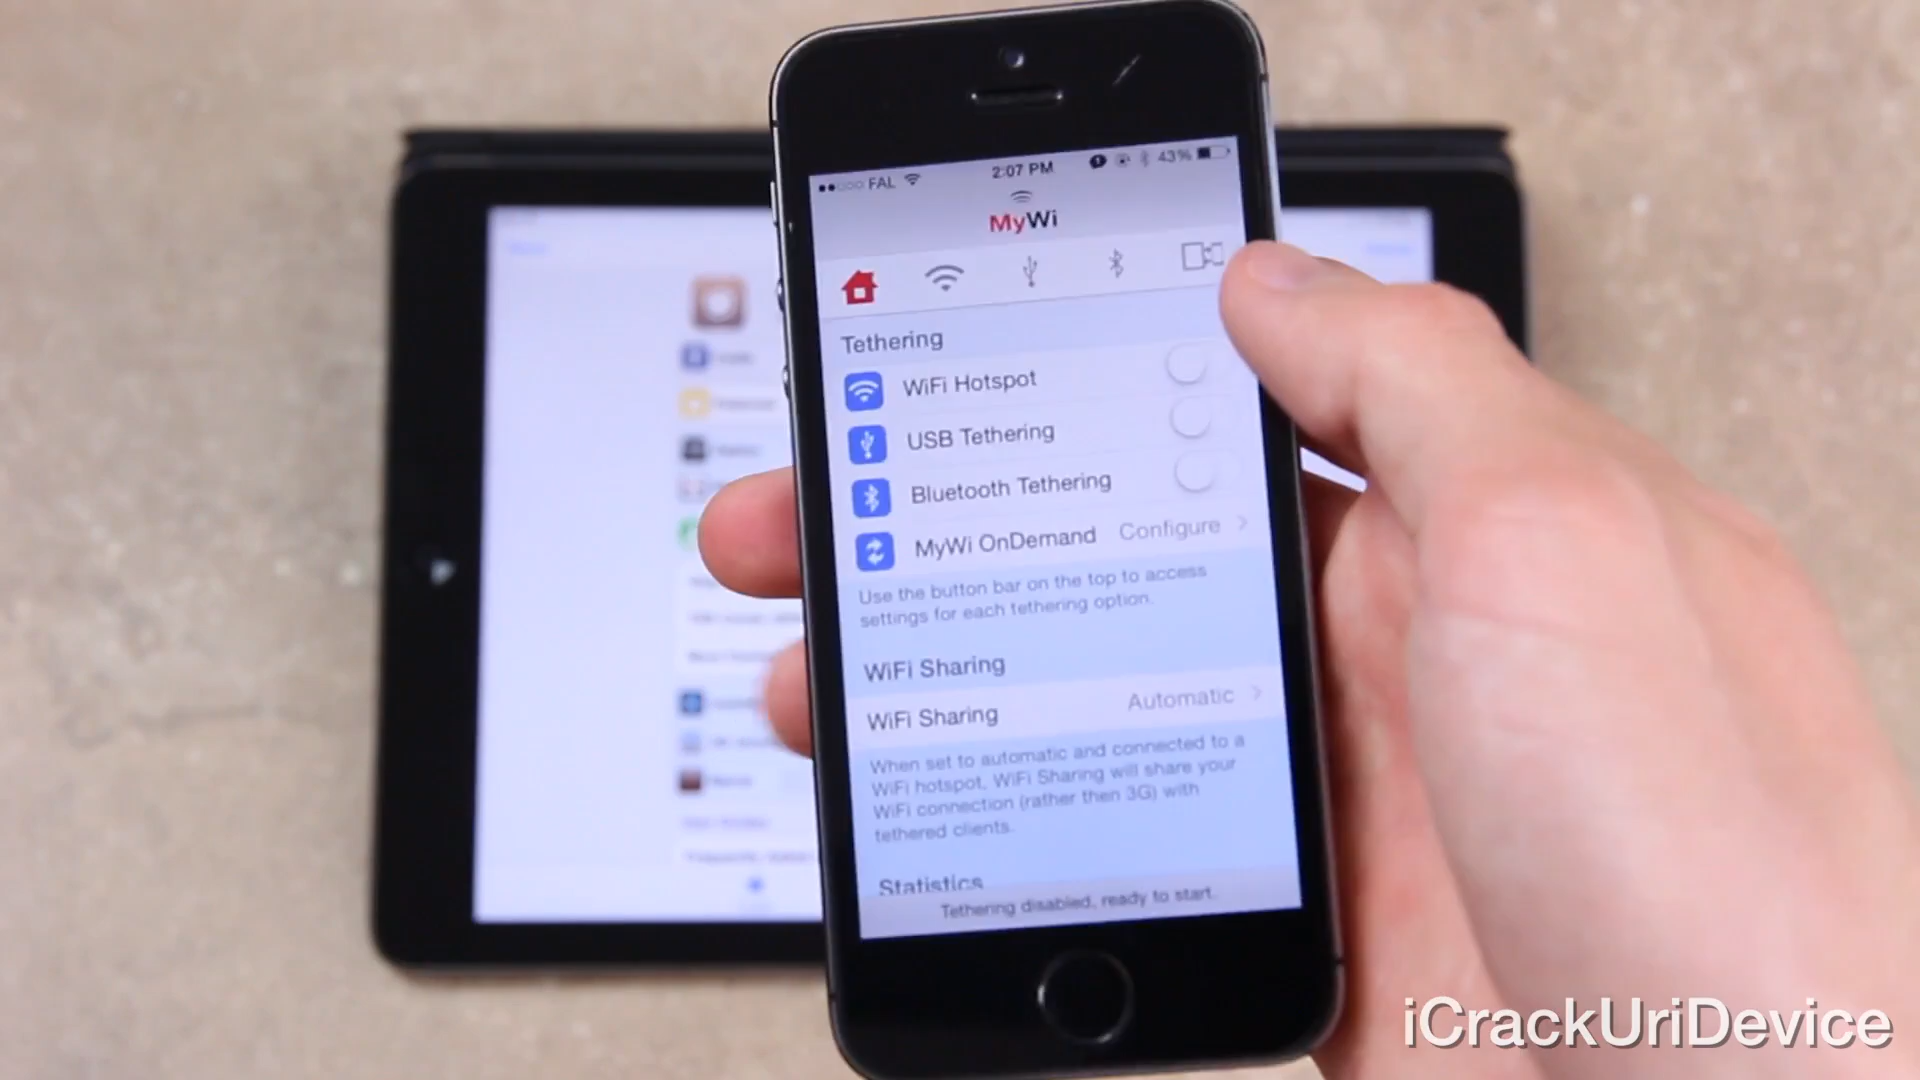 FAL 2:07 PM 43%
MyWi
Tethering
WiFi Hotspot
USB Tethering
Bluetooth Tethering
MyWi OnDemand Configure
Use the button bar on the top to access
settings for each tethering option.
WiFi Sharing
WiFi Sharing Automatic
When set to automatic and connected to a
WiFi hotspot, WiFi Sharing will share your
WiFi connection (rather then 3G) with
tethered clients.
Statistics
Tethering disabled, ready to start.
iCrackUriDevice